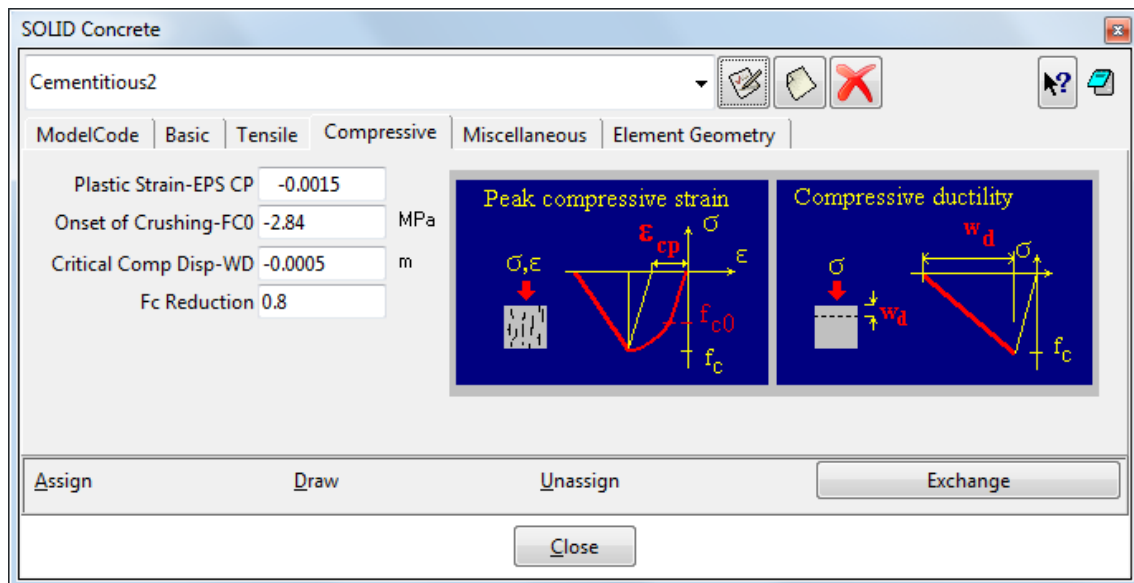 SOLID Concrete
Cementitious2
?
ModelCode Basic Tensile Compressive Miscellaneous Element Geometry
Plastic Strain-EPS CP -0.0015
Onset of Crushing-FC0 -2.84 MPa
Critical Comp Disp-WD -0.0005 m
Fc Reduction 0.8
Peak compressive strain
εcp σ
ε
σ,ε
fc0
fc
Compressive ductility
wd
σ
σ
wd
fc
Assign Draw Unassign Exchange
Close